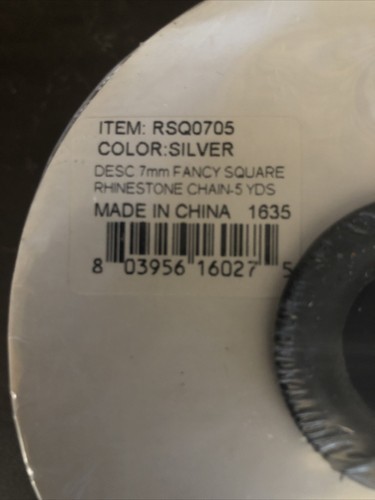 ITEM: RSQ0705
COLOR:SILVER
DESC.7mm FANCY SQUARE
RHINESTONE CHAIN-5 YDS
MADE IN CHINA 1635
8 03956 16027 5